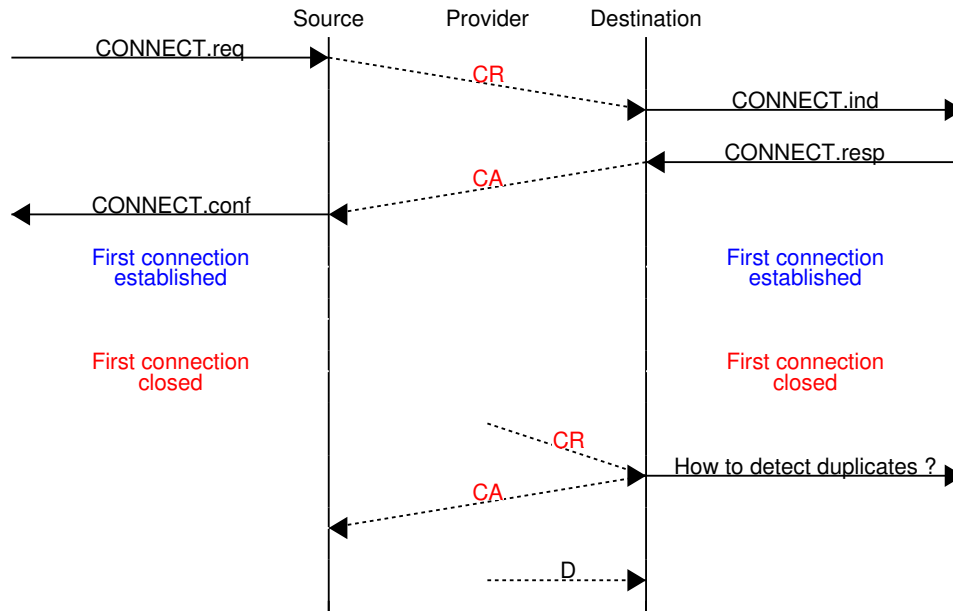 Source Provider Destination
CONNECT.req
CR
CONNECT.ind
CONNECT.resp
CA
CONNECT.conf
First connection
established
First connection
established
First connection
closed
First connection
closed
CR
How to detect duplicates ?
CA
D